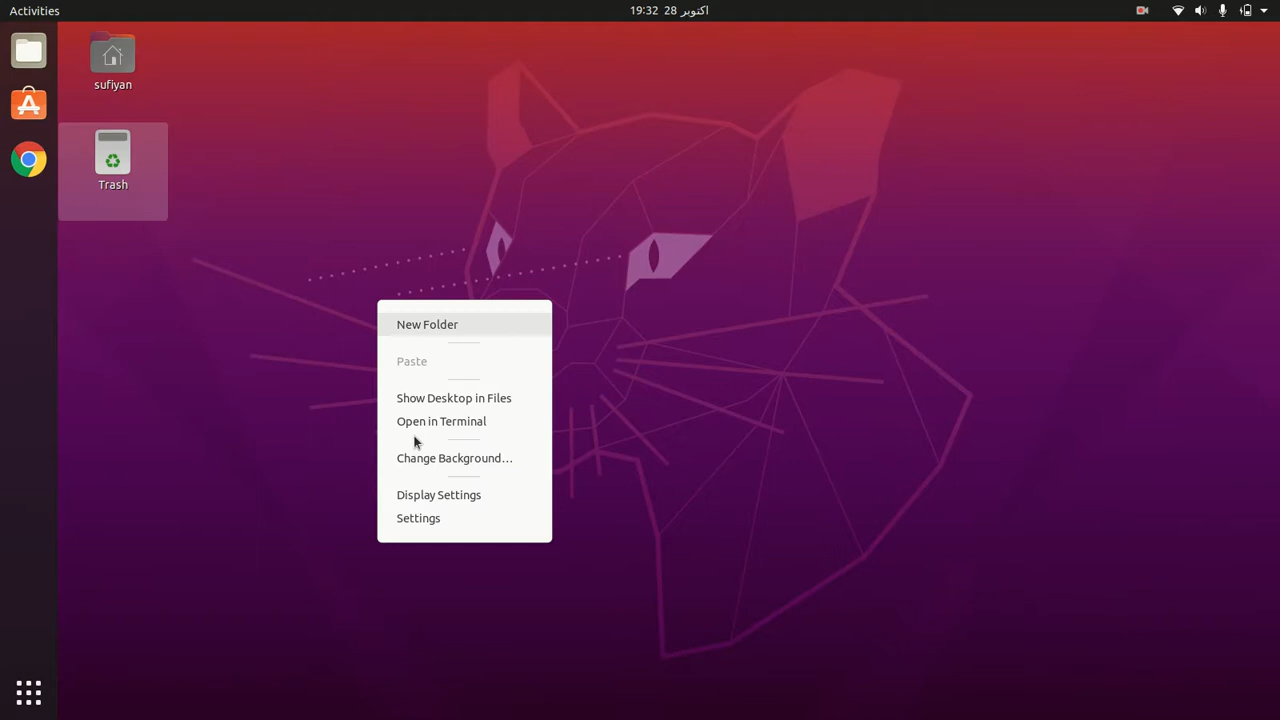 Activities
19:32 28 اکتوبر
sufiyan
Trash
New Folder
Paste
Show Desktop in Files
Open in Terminal
Change Background…
Display Settings
Settings